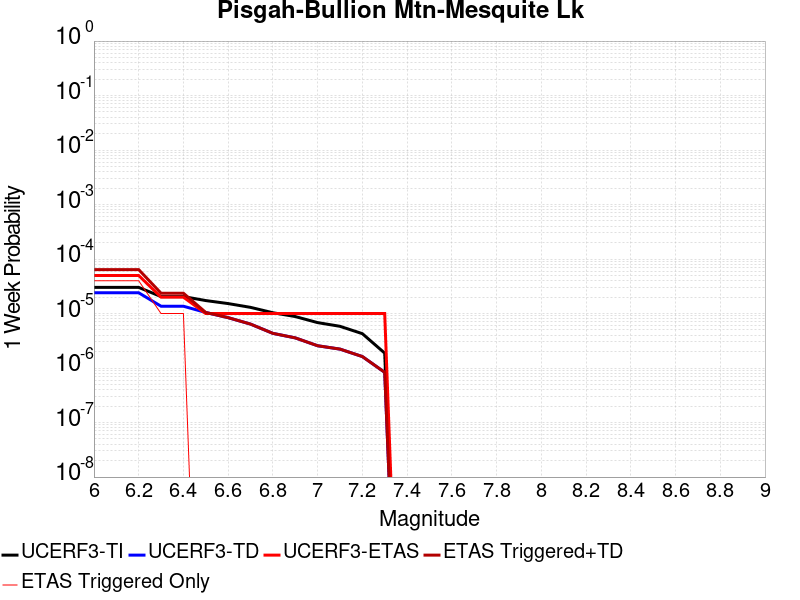 Pisgah-Bullion Mtn-Mesquite Lk
10^0
10^-1
10^-2
10^-3
10^-4
10^-5
10^-6
10^-7
10^-8
1 Week Probability
6 6.2 6.4 6.6 6.8 7 7.2 7.4 7.6 7.8 8 8.2 8.4 8.6 8.8 9
Magnitude
UCERF3-TI UCERF3-TD UCERF3-ETAS ETAS Triggered+TD
ETAS Triggered Only